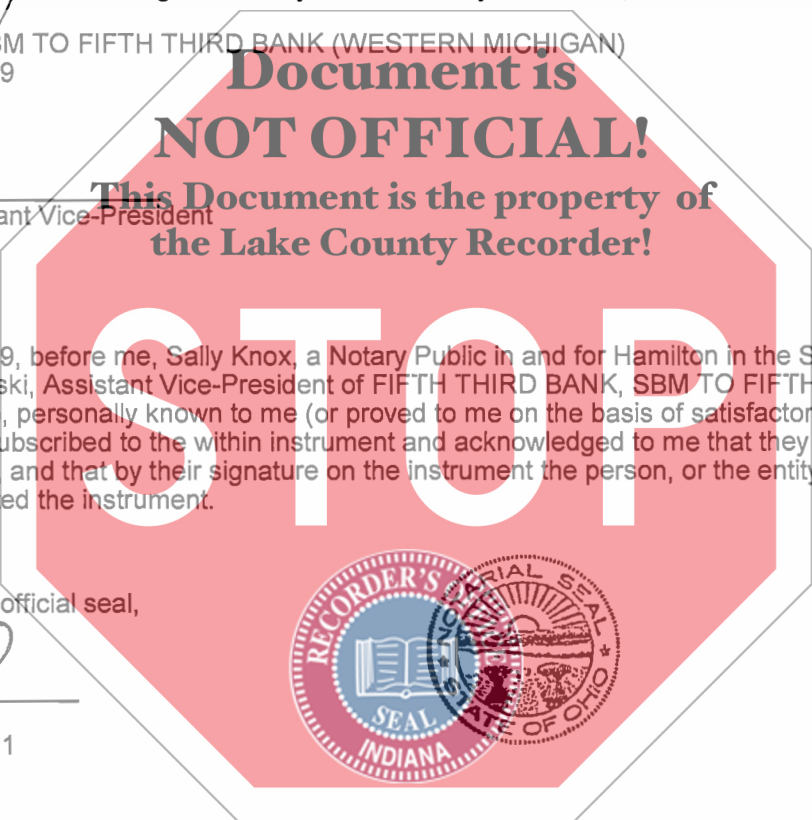 SBM TO FIFTH THIRD BANK (WESTERN MICHIGAN)
9
Document is
NOT OFFICIAL!
This Document is the property of
ant Vice-President
the Lake County Recorder!
STOP
9, before me, Sally Knox, a Notary Public in and for Hamilton in the S
ski, Assistant Vice-President of FIFTH THIRD BANK, SBM TO FIFTH
, personally known to me (or proved to me on the basis of satisfactor
ubscribed to the within instrument and acknowledged to me that they
, and that by their signature on the instrument the person, or the entity
ed the instrument.
official seal,
RECORDER'S
SEAL
INDIANA
NOTARIAL SEAL
STATE OF OHIO
1